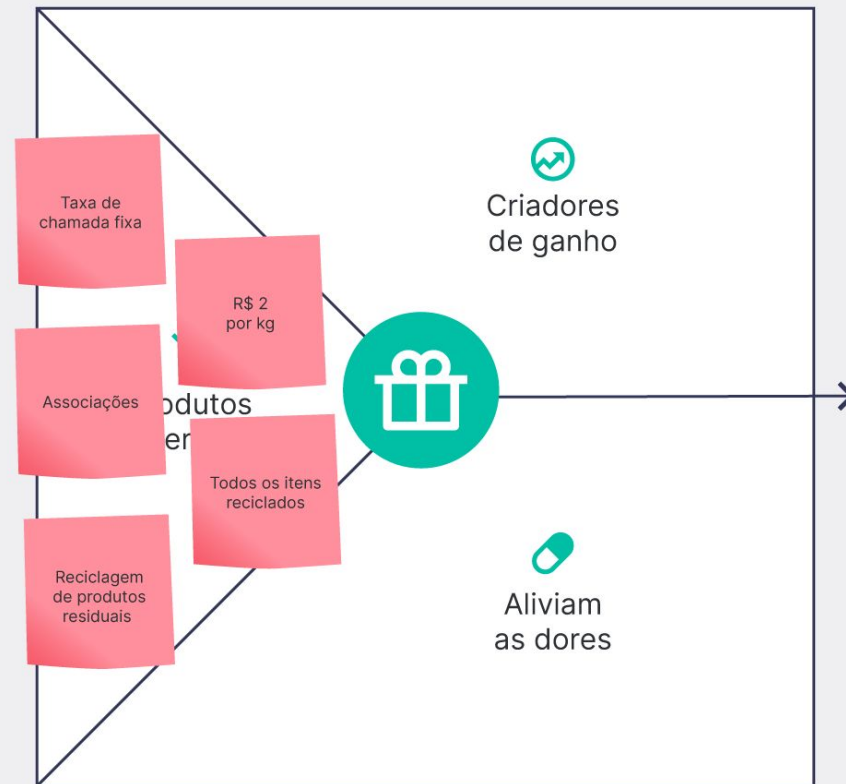 Taxa de
chamada fixa
R$ 2
por kg
Associações
Todos os itens
reciclados
Reciclagem
de produtos
residuais
Criadores
de ganho
Aliviam
as dores